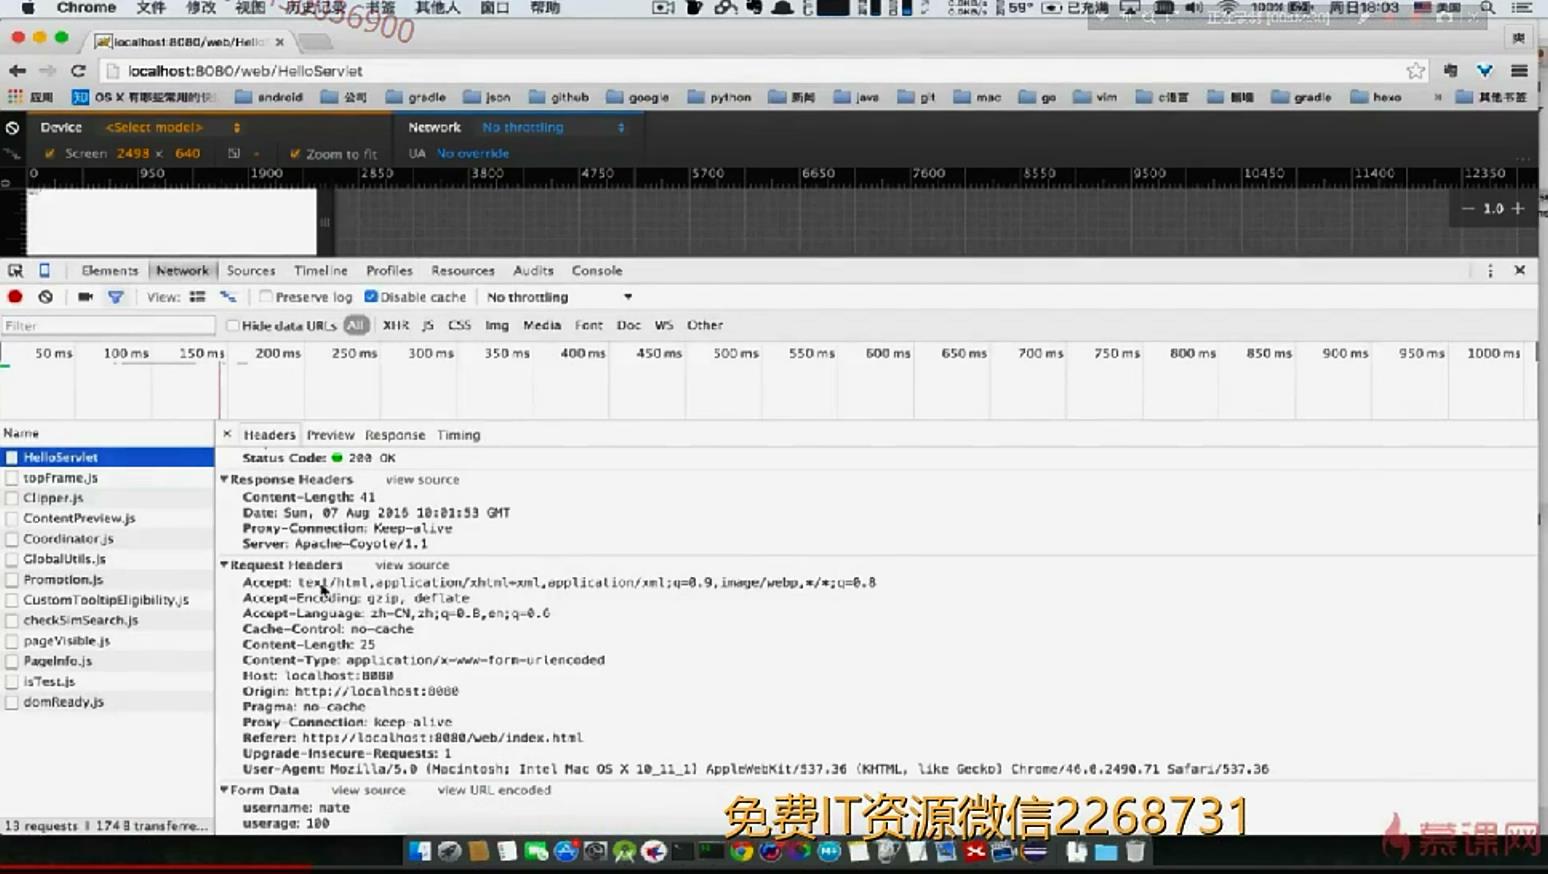 Chrome 文件 修改 视图 历史记录 书签 其他人 窗口 帮助 59° 已充满 100% 周日18:03 美国
localhost:8080/web/Hello
localhost:8080/web/HelloServlet
应用 OS X 有哪些常用的快 android 公司 gradle json github google python 新闻 java git mac go vim c语言 gradle hexo » 其他书签
Device <Select model> Network No throttling
Screen 2498 × 640 Zoom to fit UA No override
0 950 1900 2850 3800 4750 5700 6650 7600 8550 9500 10450 11400 12350
− 1.0 +
Elements Network Sources Timeline Profiles Resources Audits Console
View: Preserve log Disable cache No throttling
Filter Hide data URLs All XHR JS CSS Img Media Font Doc WS Other
50 ms 100 ms 150 ms 200 ms 250 ms 300 ms 350 ms 400 ms 450 ms 500 ms 550 ms 600 ms 650 ms 700 ms 750 ms 800 ms 850 ms 900 ms 950 ms 1000 ms
Name
HelloServlet
topFrame.js
Clipper.js
ContentPreview.js
Coordinator.js
GlobalUtils.js
Promotion.js
CustomTooltipEligibility.js
checkSimSearch.js
pageVisible.js
PageInfo.js
isTest.js
domReady.js
13 requests | 174 B transferre...
× Headers Preview Response Timing
Status Code: 200 OK
Response Headers view source
Content-Length: 41
Date: Sun, 07 Aug 2016 10:01:53 GMT
Proxy-Connection: Keep-alive
Server: Apache-Coyote/1.1
Request Headers view source
Accept: text/html,application/xhtml+xml,application/xml;q=0.9,image/webp,*/*;q=0.8
Accept-Encoding: gzip, deflate
Accept-Language: zh-CN,zh;q=0.8,en;q=0.6
Cache-Control: no-cache
Content-Length: 25
Content-Type: application/x-www-form-urlencoded
Host: localhost:8080
Origin: http://localhost:8080
Pragma: no-cache
Proxy-Connection: keep-alive
Referer: http://localhost:8080/web/index.html
Upgrade-Insecure-Requests: 1
User-Agent: Mozilla/5.0 (Macintosh; Intel Mac OS X 10_11_1) AppleWebKit/537.36 (KHTML, like Gecko) Chrome/46.0.2490.71 Safari/537.36
Form Data view source view URL encoded
username: nate
userage: 100
免费IT资源微信2268731
慕课网